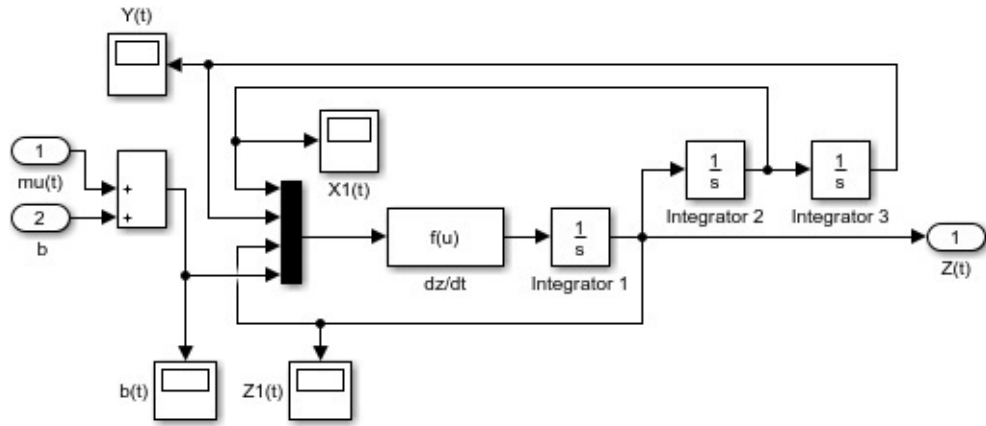 Y(t)
1
mu(t)
2
b
+
+
X1(t)
f(u)
dz/dt
1
s
Integrator 1
1
s
Integrator 2
1
s
Integrator 3
1
Z(t)
b(t)
Z1(t)